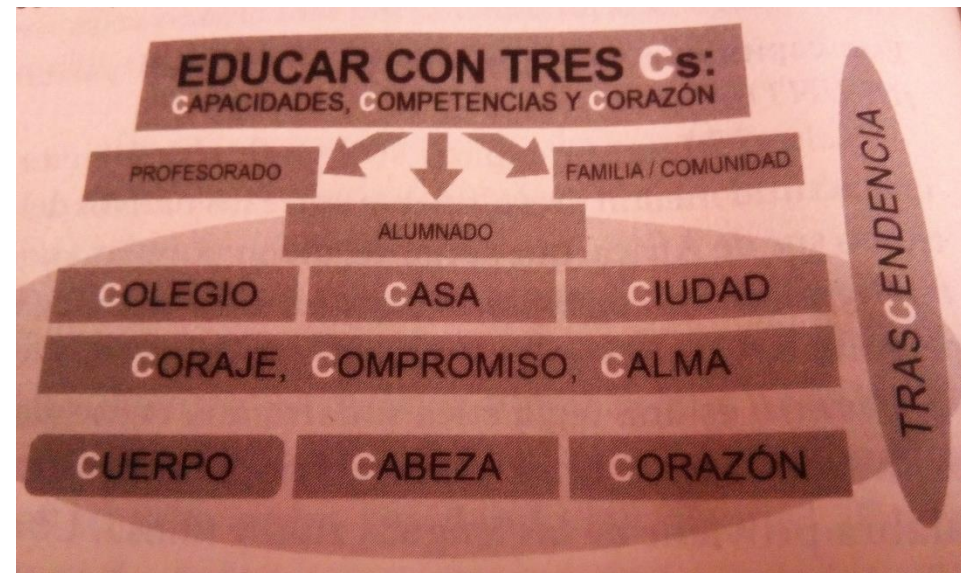 EDUCAR CON TRES Cs:
CAPACIDADES, COMPETENCIAS Y CORAZÓN
PROFESORADO
FAMILIA / COMUNIDAD
ALUMNADO
COLEGIO
CASA
CIUDAD
CORAJE, COMPROMISO, CALMA
CUERPO
CABEZA
CORAZÓN
TRASCENDENCIA